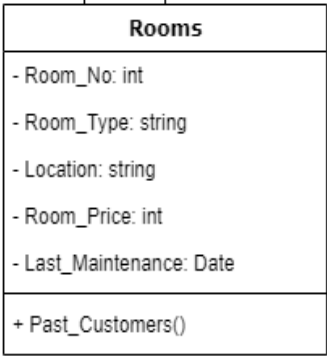 Rooms
- Room_No: int
- Room_Type: string
- Location: string
- Room_Price: int
- Last_Maintenance: Date
+ Past_Customers()